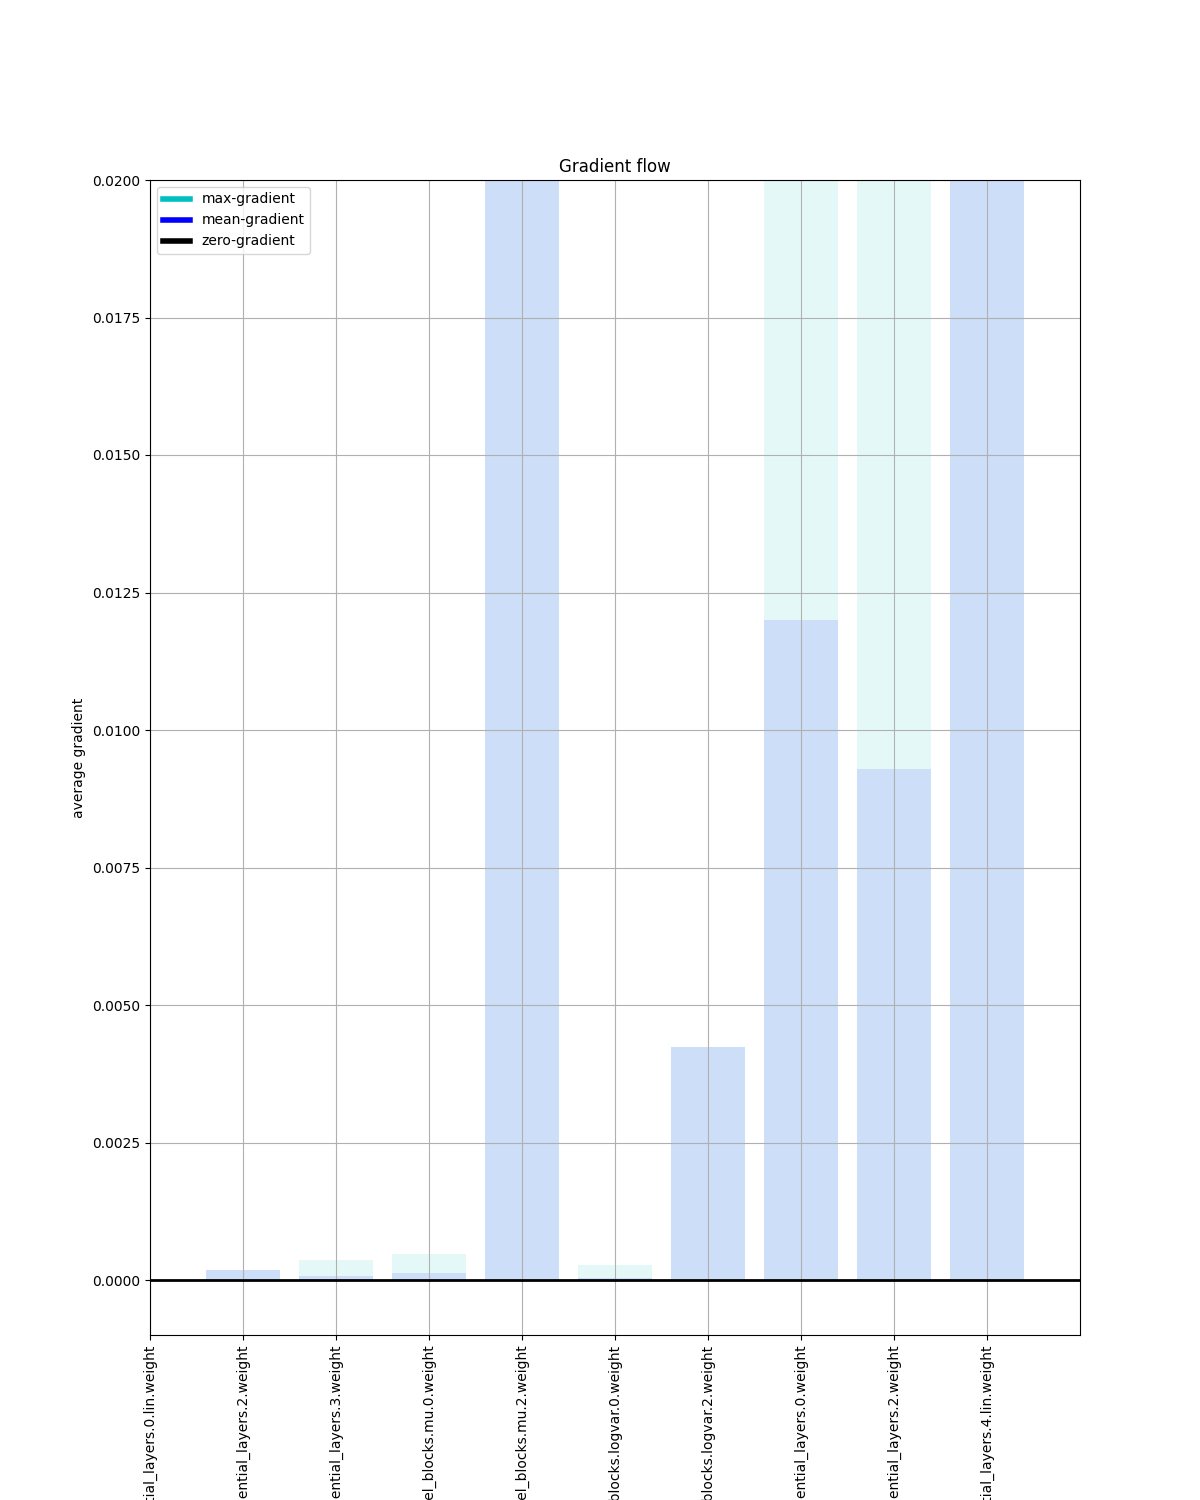 Gradient flow
max-gradient
mean-gradient
zero-gradient
0.0200
0.0175
0.0150
0.0125
0.0100
0.0075
0.0050
0.0025
0.0000
average gradient
tial_layers.0.lin.weight
ential_layers.2.weight
ential_layers.3.weight
el_blocks.mu.0.weight
el_blocks.mu.2.weight
blocks.logvar.0.weight
blocks.logvar.2.weight
ential_layers.0.weight
ential_layers.2.weight
tial_layers.4.lin.weight